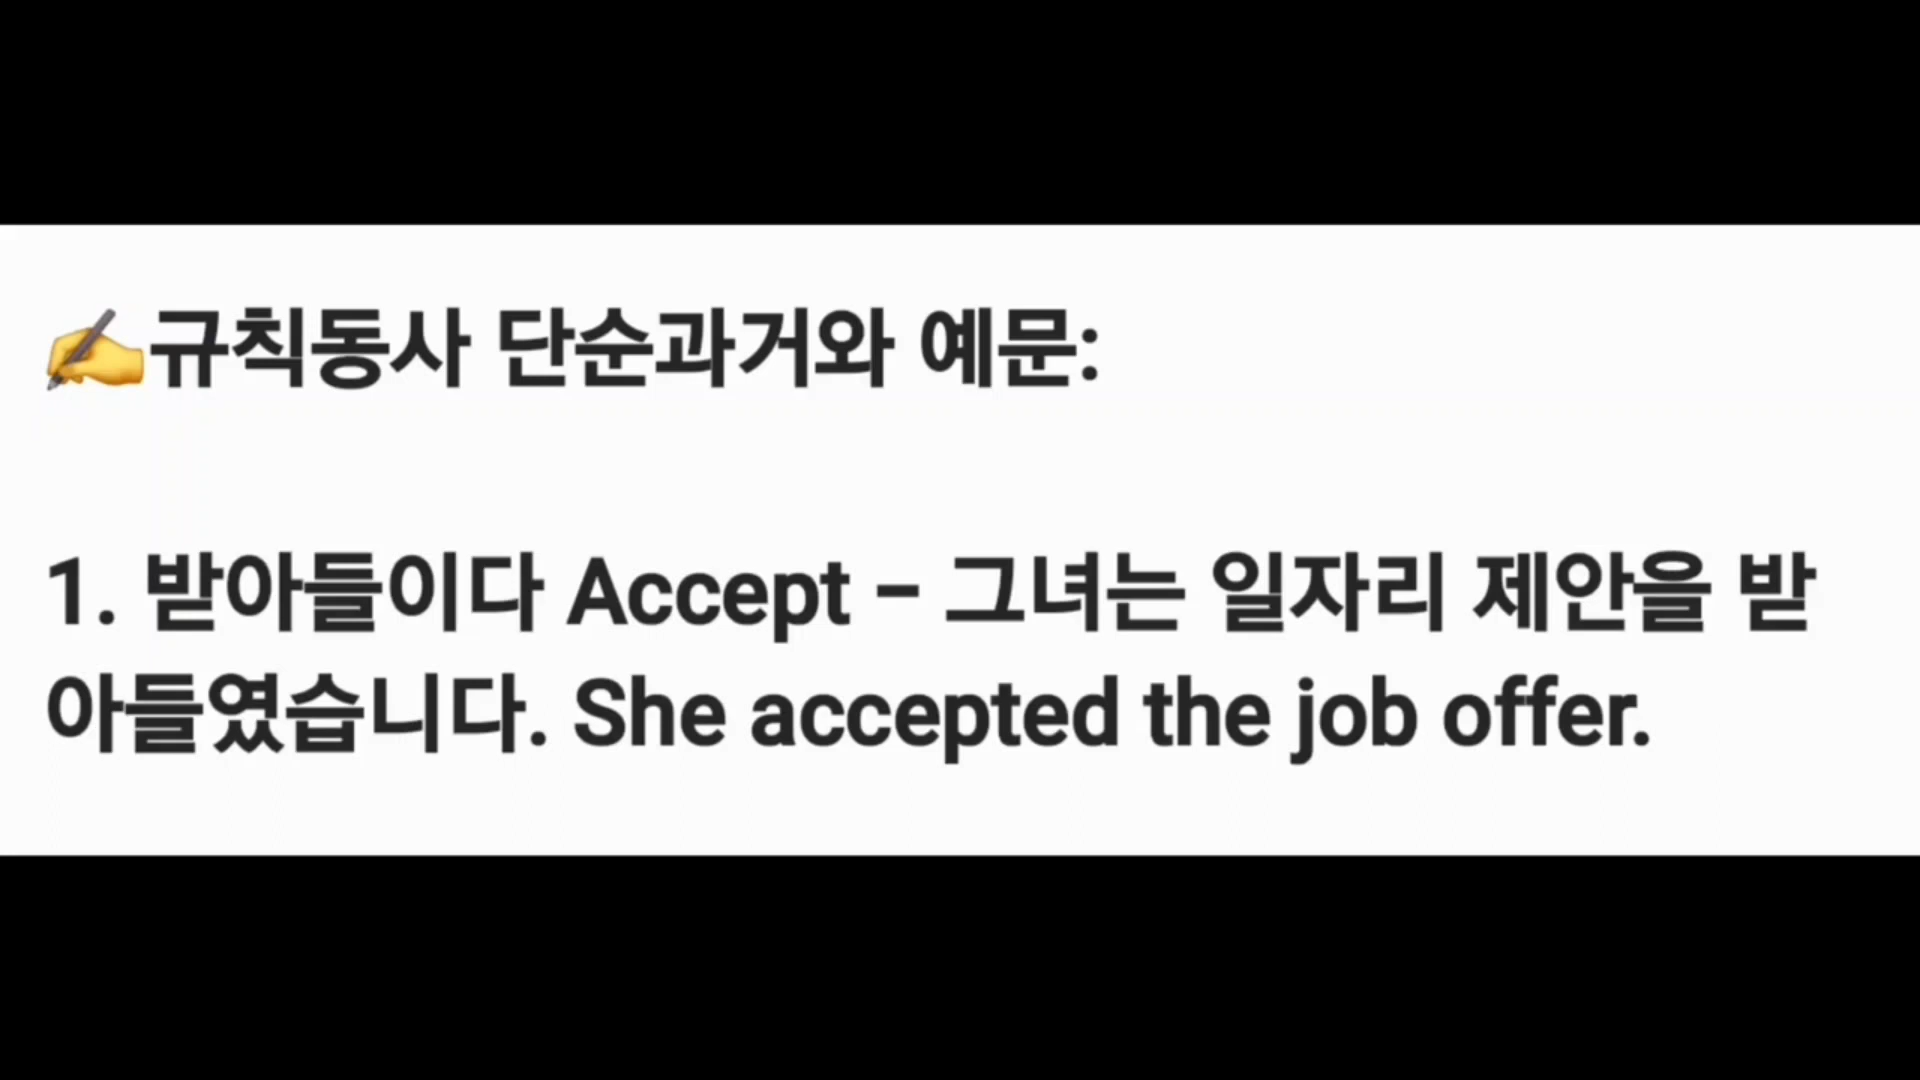 ✍️규칙동사 단순과거와 예문:
1. 받아들이다 Accept – 그녀는 일자리 제안을 받
아들였습니다. She accepted the job offer.